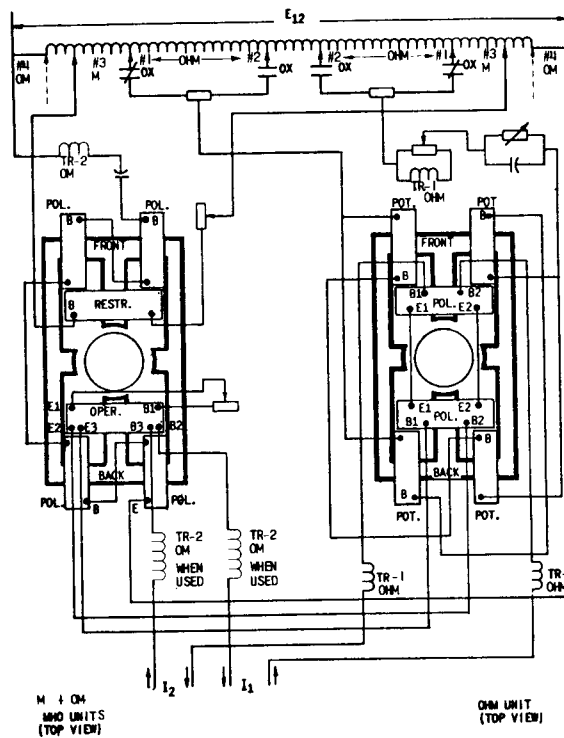 E12
#4 OM
#3 M
#1
OX
OHM
#2
OX
#2
OX
OHM
#1
OX
#3 M
#4 OM
TR-2 OM
TR-1 OHM
POL.
POL.
POT.
POT
B
B
B
FRONT
FRONT
B
RESTR.
B
B1
B2
POL.
E1
E2
E1
B1
OPER.
E1
E2
B1
B2
POL.
E2
E3
B3
B2
B
BACK
BACK
B
POL.
B
E
POL.
POT.
POT.
TR-2 OM WHEN USED
TR-2 OM WHEN USED
TR-1 OHM
TR- OHM
I2
I1
M + OM
MHO UNITS
(TOP VIEW)
OHM UNIT
(TOP VIEW)